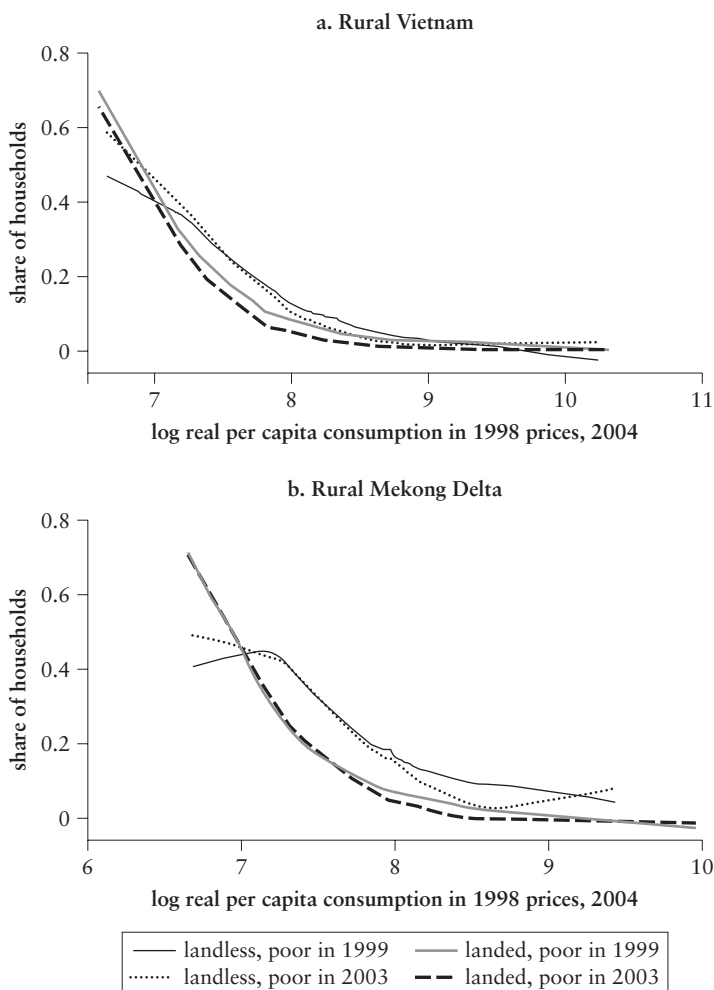 a. Rural Vietnam
0.8
0.6
0.4
0.2
0
share of households
7 8 9 10 11
log real per capita consumption in 1998 prices, 2004
b. Rural Mekong Delta
0.8
0.6
0.4
0.2
0
share of households
6 7 8 9 10
log real per capita consumption in 1998 prices, 2004
landless, poor in 1999 landed, poor in 1999
landless, poor in 2003 landed, poor in 2003